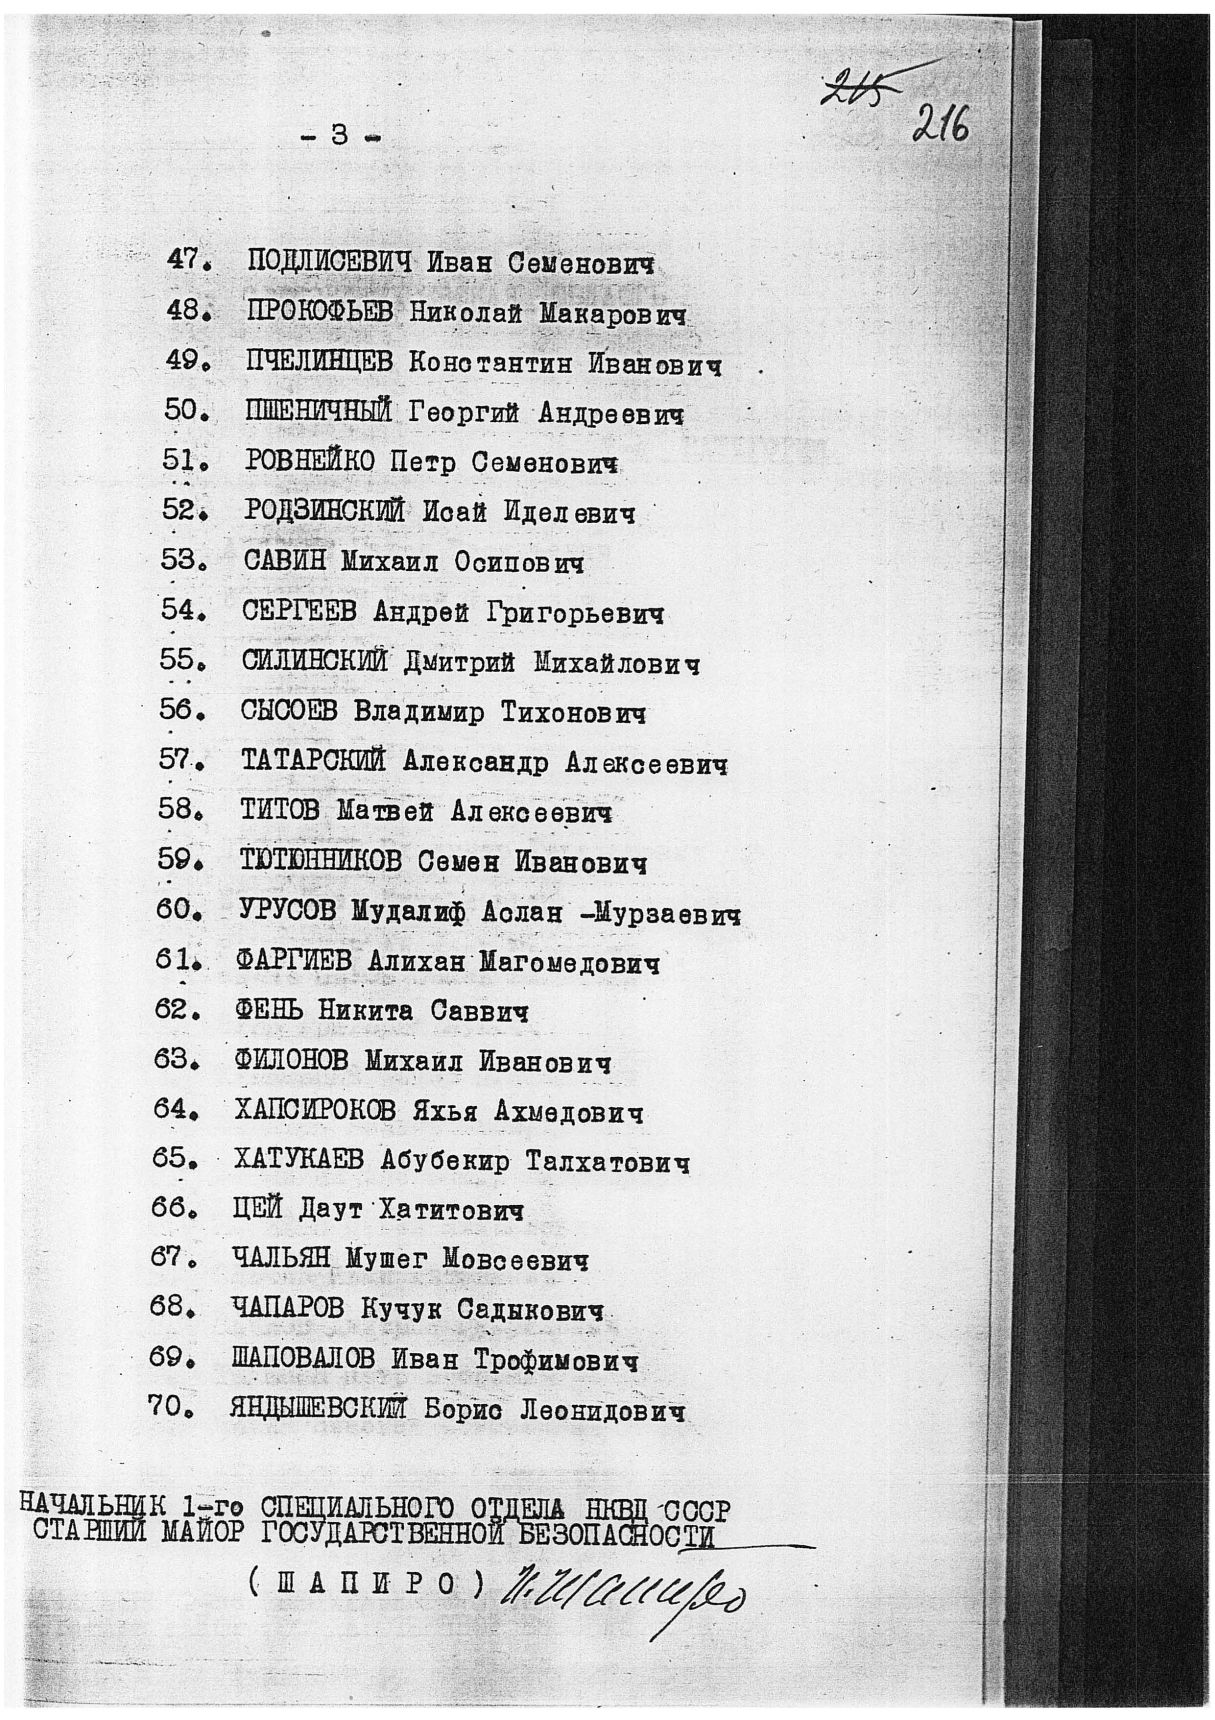 215
216
- 3 -
47. ПОДЛИСЕВИЧ Иван Семенович
48. ПРОКОФЬЕВ Николай Макарович
49. ПЧЕЛИНЦЕВ Константин Иванович
50. ПШЕНИЧНЫЙ Георгий Андреевич
51. РОВНЕЙКО Петр Семенович
52. РОДЗИНСКИЙ Исай Иделевич
53. САВИН Михаил Осипович
54. СЕРГЕЕВ Андрей Григорьевич
55. СИЛИНСКИЙ Дмитрий Михайлович
56. СЫСОЕВ Владимир Тихонович
57. ТАТАРСКИЙ Александр Алексеевич
58. ТИТОВ Матвей Алексеевич
59. ТЮТЮННИКОВ Семен Иванович
60. УРУСОВ Мудалиф Аслан -Мурзаевич
61. ФАРГИЕВ Алихан Магомедович
62. ФЕНЬ Никита Саввич
63. ФИЛОНОВ Михаил Иванович
64. ХАПСИРОКОВ Яхья Ахмедович
65. ХАТУКАЕВ Абубекир Талхатович
66. ЦЕЙ Даут Хатитович
67. ЧАЛЬЯН Мушег Мовсеевич
68. ЧАПАРОВ Кучук Садыкович
69. ШАПОВАЛОВ Иван Трофимович
70. ЯНДЫШЕВСКИЙ Борис Леонидович
НАЧАЛЬНИК 1-го СПЕЦИАЛЬНОГО ОТДЕЛА НКВД СССР
СТАРШИЙ МАЙОР ГОСУДАРСТВЕННОЙ БЕЗОПАСНОСТИ
( Ш А П И Р О ) И. Шапиро